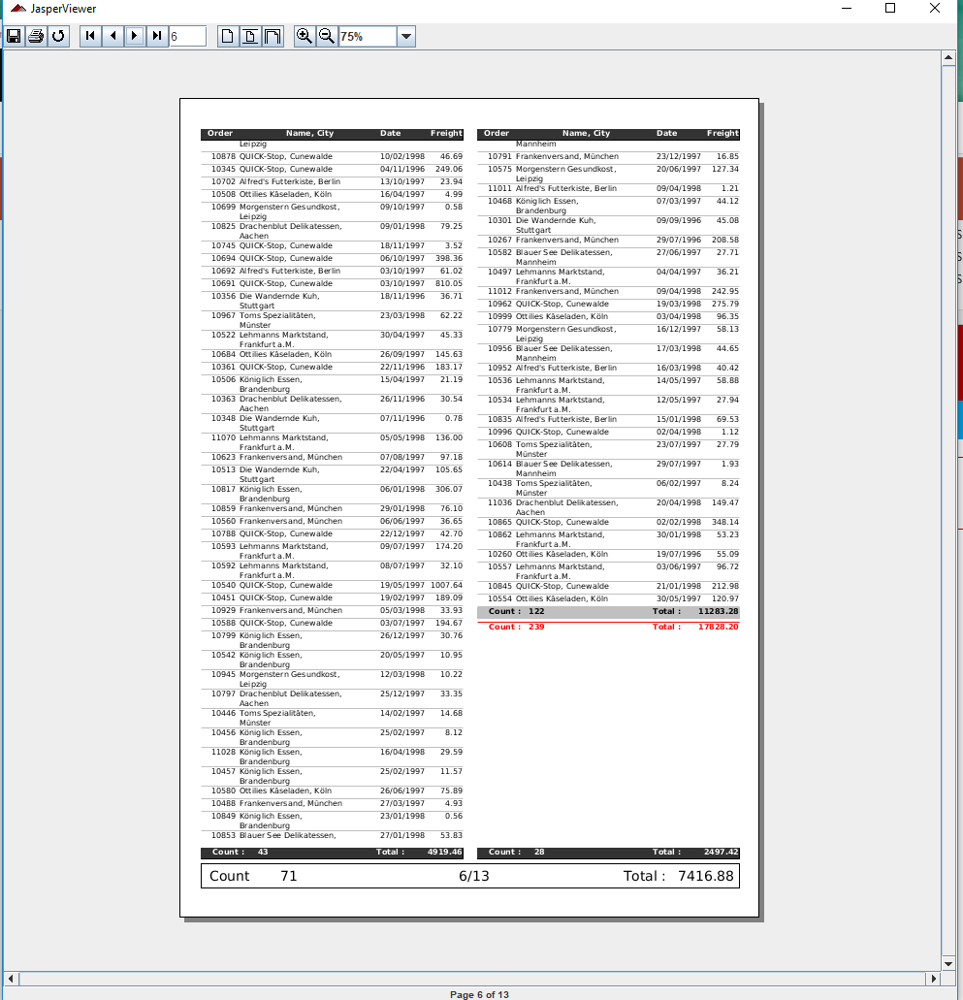 JasperViewer
6
75%
Order Name, City Date Freight
Leipzig
10878 QUICK-Stop, Cunewalde 10/02/1998 46.69
10345 QUICK-Stop, Cunewalde 04/11/1996 249.06
10702 Alfred's Futterkiste, Berlin 13/10/1997 23.94
10508 Ottilies Käseladen, Köln 16/04/1997 4.99
10699 Morgenstern Gesundkost, 09/10/1997 0.58
Leipzig
10825 Drachenblut Delikatessen, 09/01/1998 79.25
Aachen
10745 QUICK-Stop, Cunewalde 18/11/1997 3.52
10694 QUICK-Stop, Cunewalde 06/10/1997 398.36
10692 Alfred's Futterkiste, Berlin 03/10/1997 61.02
10691 QUICK-Stop, Cunewalde 03/10/1997 810.05
10356 Die Wandernde Kuh, 18/11/1996 36.71
Stuttgart
10967 Toms Spezialitäten, 23/03/1998 62.22
Münster
10522 Lehmanns Marktstand, 30/04/1997 45.33
Frankfurt a.M.
10684 Ottilies Käseladen, Köln 26/09/1997 145.63
10361 QUICK-Stop, Cunewalde 22/11/1996 183.17
10506 Königlich Essen, 15/04/1997 21.19
Brandenburg
10363 Drachenblut Delikatessen, 26/11/1996 30.54
Aachen
10348 Die Wandernde Kuh, 07/11/1996 0.78
Stuttgart
11070 Lehmanns Marktstand, 05/05/1998 136.00
Frankfurt a.M.
10623 Frankenversand, München 07/08/1997 97.18
10513 Die Wandernde Kuh, 22/04/1997 105.65
Stuttgart
10817 Königlich Essen, 06/01/1998 306.07
Brandenburg
10859 Frankenversand, München 29/01/1998 76.10
10560 Frankenversand, München 06/06/1997 36.65
10788 QUICK-Stop, Cunewalde 22/12/1997 42.70
10593 Lehmanns Marktstand, 09/07/1997 174.20
Frankfurt a.M.
10592 Lehmanns Marktstand, 08/07/1997 32.10
Frankfurt a.M.
10540 QUICK-Stop, Cunewalde 19/05/1997 1007.64
10451 QUICK-Stop, Cunewalde 19/02/1997 189.09
10929 Frankenversand, München 05/03/1998 33.93
10588 QUICK-Stop, Cunewalde 03/07/1997 194.67
10799 Königlich Essen, 26/12/1997 30.76
Brandenburg
10542 Königlich Essen, 20/05/1997 10.95
Brandenburg
10945 Morgenstern Gesundkost, 12/03/1998 10.22
Leipzig
10797 Drachenblut Delikatessen, 25/12/1997 33.35
Aachen
10446 Toms Spezialitäten, 14/02/1997 14.68
Münster
10456 Königlich Essen, 25/02/1997 8.12
Brandenburg
11028 Königlich Essen, 16/04/1998 29.59
Brandenburg
10457 Königlich Essen, 25/02/1997 11.57
Brandenburg
10580 Ottilies Käseladen, Köln 26/06/1997 75.89
10488 Frankenversand, München 27/03/1997 4.93
10849 Königlich Essen, 23/01/1998 0.56
Brandenburg
10853 Blauer See Delikatessen, 27/01/1998 53.83
Count : 43 Total : 4919.46
Order Name, City Date Freight
Mannheim
10791 Frankenversand, München 23/12/1997 16.85
10575 Morgenstern Gesundkost, 20/06/1997 127.34
Leipzig
11011 Alfred's Futterkiste, Berlin 09/04/1998 1.21
10468 Königlich Essen, 07/03/1997 44.12
Brandenburg
10301 Die Wandernde Kuh, 09/09/1996 45.08
Stuttgart
10267 Frankenversand, München 29/07/1996 208.58
10582 Blauer See Delikatessen, 27/06/1997 27.71
Mannheim
10497 Lehmanns Marktstand, 04/04/1997 36.21
Frankfurt a.M.
11012 Frankenversand, München 09/04/1998 242.95
10962 QUICK-Stop, Cunewalde 19/03/1998 275.79
10999 Ottilies Käseladen, Köln 03/04/1998 96.35
10779 Morgenstern Gesundkost, 16/12/1997 58.13
Leipzig
10956 Blauer See Delikatessen, 17/03/1998 44.65
Mannheim
10952 Alfred's Futterkiste, Berlin 16/03/1998 40.42
10536 Lehmanns Marktstand, 14/05/1997 58.88
Frankfurt a.M.
10534 Lehmanns Marktstand, 12/05/1997 27.94
Frankfurt a.M.
10835 Alfred's Futterkiste, Berlin 15/01/1998 69.53
10996 QUICK-Stop, Cunewalde 02/04/1998 1.12
10608 Toms Spezialitäten, 23/07/1997 27.79
Münster
10614 Blauer See Delikatessen, 29/07/1997 1.93
Mannheim
10438 Toms Spezialitäten, 06/02/1997 8.24
Münster
11036 Drachenblut Delikatessen, 20/04/1998 149.47
Aachen
10865 QUICK-Stop, Cunewalde 02/02/1998 348.14
10862 Lehmanns Marktstand, 30/01/1998 53.23
Frankfurt a.M.
10260 Ottilies Käseladen, Köln 19/07/1996 55.09
10557 Lehmanns Marktstand, 03/06/1997 96.72
Frankfurt a.M.
10845 QUICK-Stop, Cunewalde 21/01/1998 212.98
10554 Ottilies Käseladen, Köln 30/05/1997 120.97
Count : 122 Total : 11283.28
Count : 239 Total : 17828.20
Count : 28 Total : 2497.42
Count 71 6/13 Total : 7416.88
Page 6 of 13